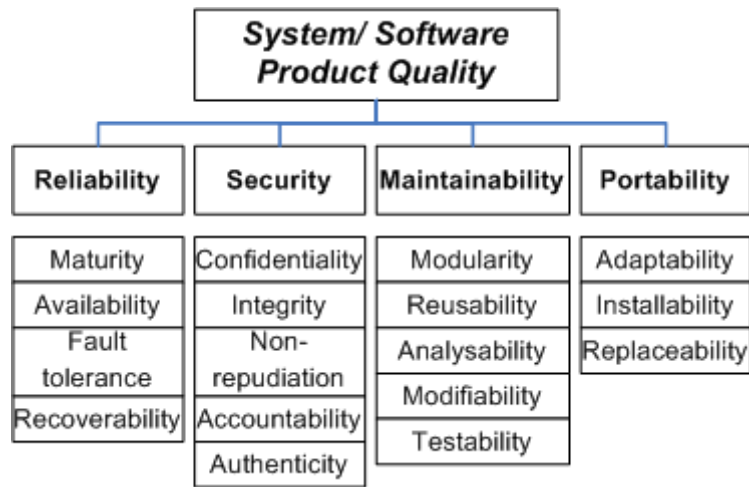 System/ Software
Product Quality
Reliability
Security
Maintainability
Portability
Maturity
Availability
Fault
tolerance
Recoverability
Confidentiality
Integrity
Non-
repudiation
Accountability
Authenticity
Modularity
Reusability
Analysability
Modifiability
Testability
Adaptability
Installability
Replaceability